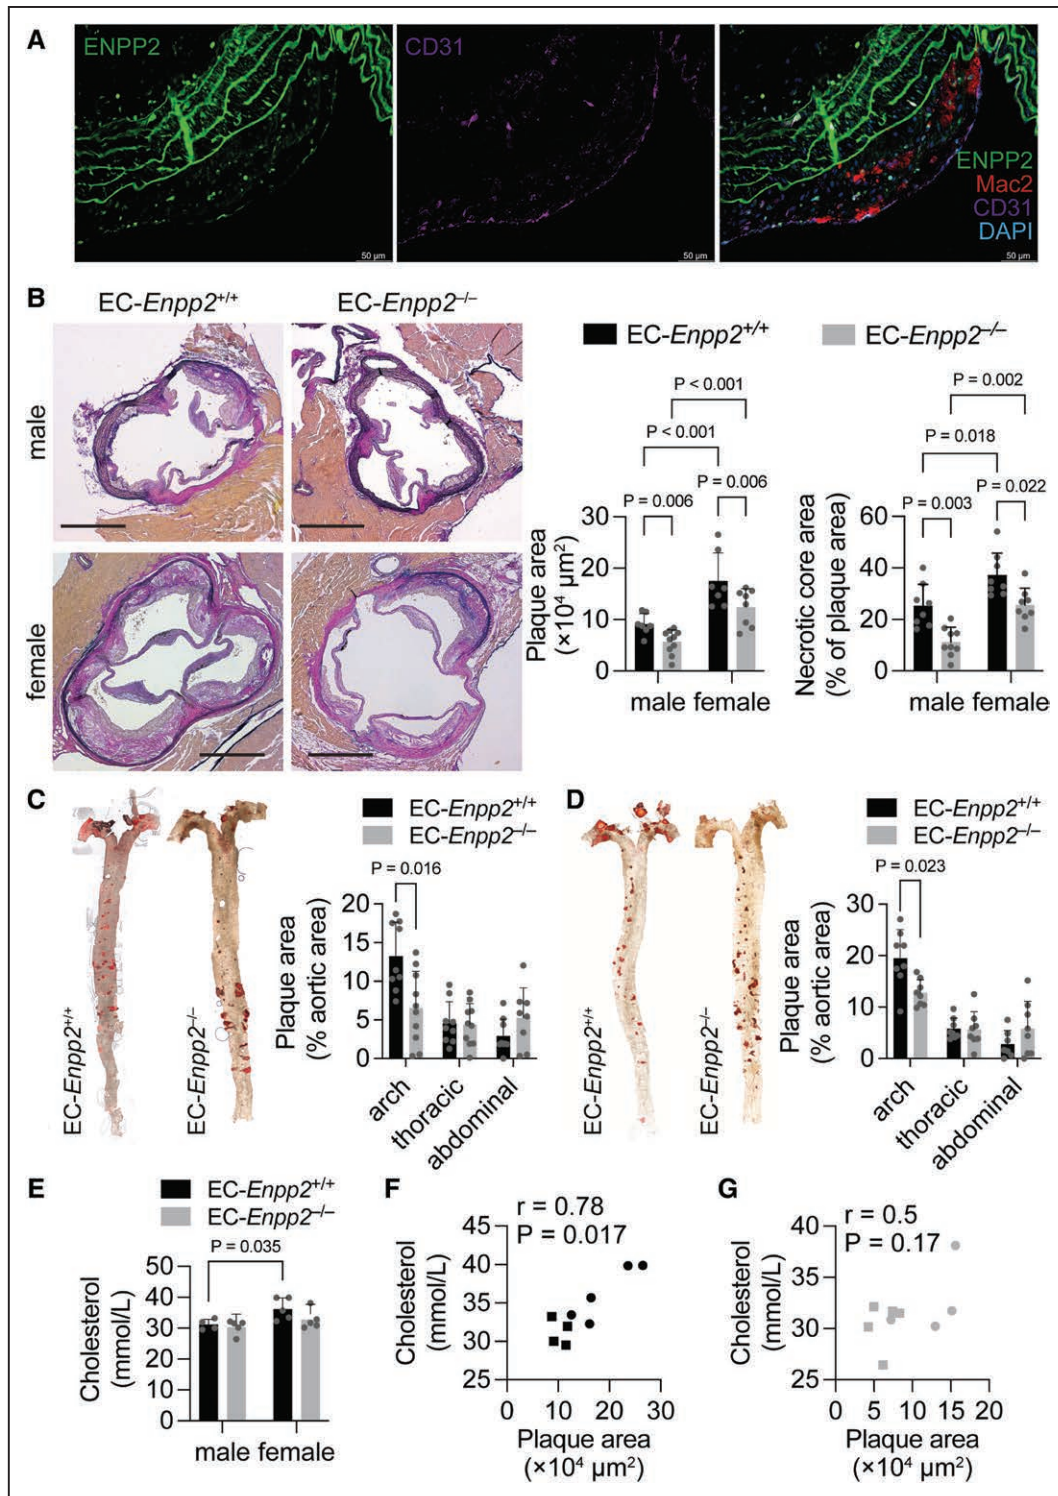 A
ENPP2
CD31
ENPP2
Mac2
CD31
DAPI
50 µm
50 µm
50 µm
B
EC-Enpp2+/+
EC-Enpp2–/–
male
female
EC-Enpp2+/+
EC-Enpp2–/–
P < 0.001
P < 0.001
P = 0.006
P = 0.006
Plaque area
(×10⁴ µm²)
30
20
10
0
male female
P = 0.002
P = 0.018
P = 0.003
P = 0.022
Necrotic core area
(% of plaque area)
60
40
20
0
male female
C
EC-Enpp2+/+
EC-Enpp2–/–
EC-Enpp2+/+
EC-Enpp2–/–
P = 0.016
Plaque area
(% aortic area)
20
15
10
5
0
arch
thoracic
abdominal
D
EC-Enpp2+/+
EC-Enpp2–/–
EC-Enpp2+/+
EC-Enpp2–/–
P = 0.023
Plaque area
(% aortic area)
30
20
10
0
arch
thoracic
abdominal
E
EC-Enpp2+/+
EC-Enpp2–/–
P = 0.035
Cholesterol
(mmol/L)
50
40
30
20
10
0
male female
F
r = 0.78
P = 0.017
Cholesterol
(mmol/L)
45
40
35
30
25
0 10 20 30
Plaque area
(×10⁴ µm²)
G
r = 0.5
P = 0.17
Cholesterol
(mmol/L)
40
35
30
25
0 5 10 15 20
Plaque area
(×10⁴ µm²)